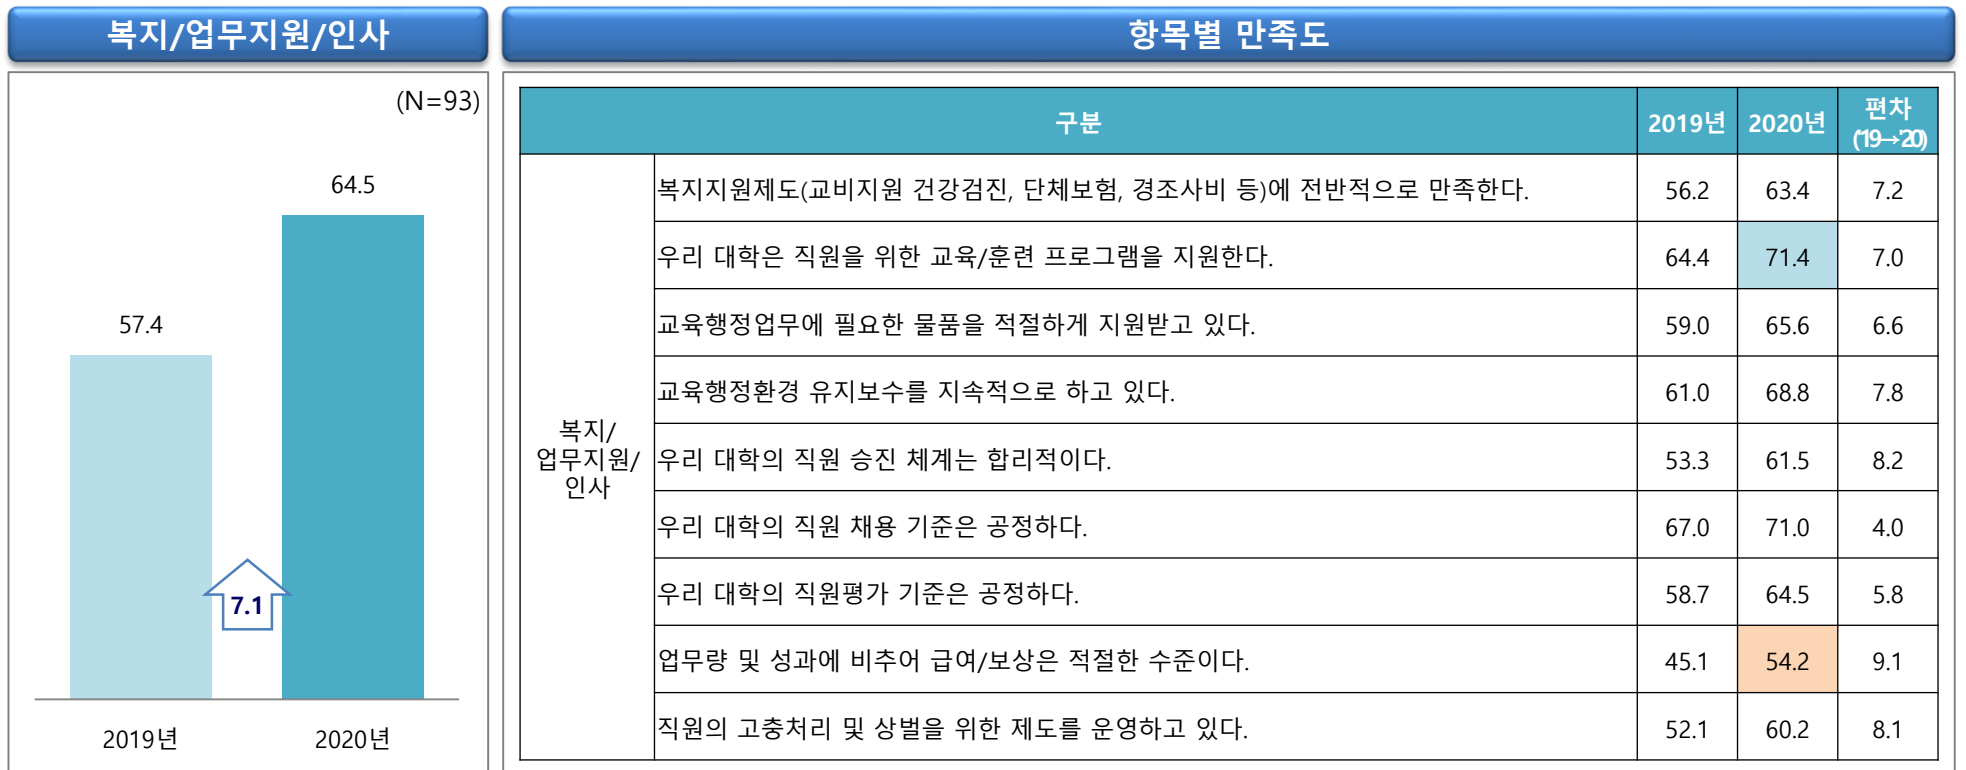 복지/업무지원/인사
(N=93)
64.5
57.4
7.1
2019년 2020년
항목별 만족도
구분 2019년 2020년 편차
('19→'20)
복지/
업무지원/
인사
복지지원제도(교비지원 건강검진, 단체보험, 경조사비 등)에 전반적으로 만족한다. 56.2 63.4 7.2
우리 대학은 직원을 위한 교육/훈련 프로그램을 지원한다. 64.4 71.4 7.0
교육행정업무에 필요한 물품을 적절하게 지원받고 있다. 59.0 65.6 6.6
교육행정환경 유지보수를 지속적으로 하고 있다. 61.0 68.8 7.8
우리 대학의 직원 승진 체계는 합리적이다. 53.3 61.5 8.2
우리 대학의 직원 채용 기준은 공정하다. 67.0 71.0 4.0
우리 대학의 직원평가 기준은 공정하다. 58.7 64.5 5.8
업무량 및 성과에 비추어 급여/보상은 적절한 수준이다. 45.1 54.2 9.1
직원의 고충처리 및 상벌을 위한 제도를 운영하고 있다. 52.1 60.2 8.1